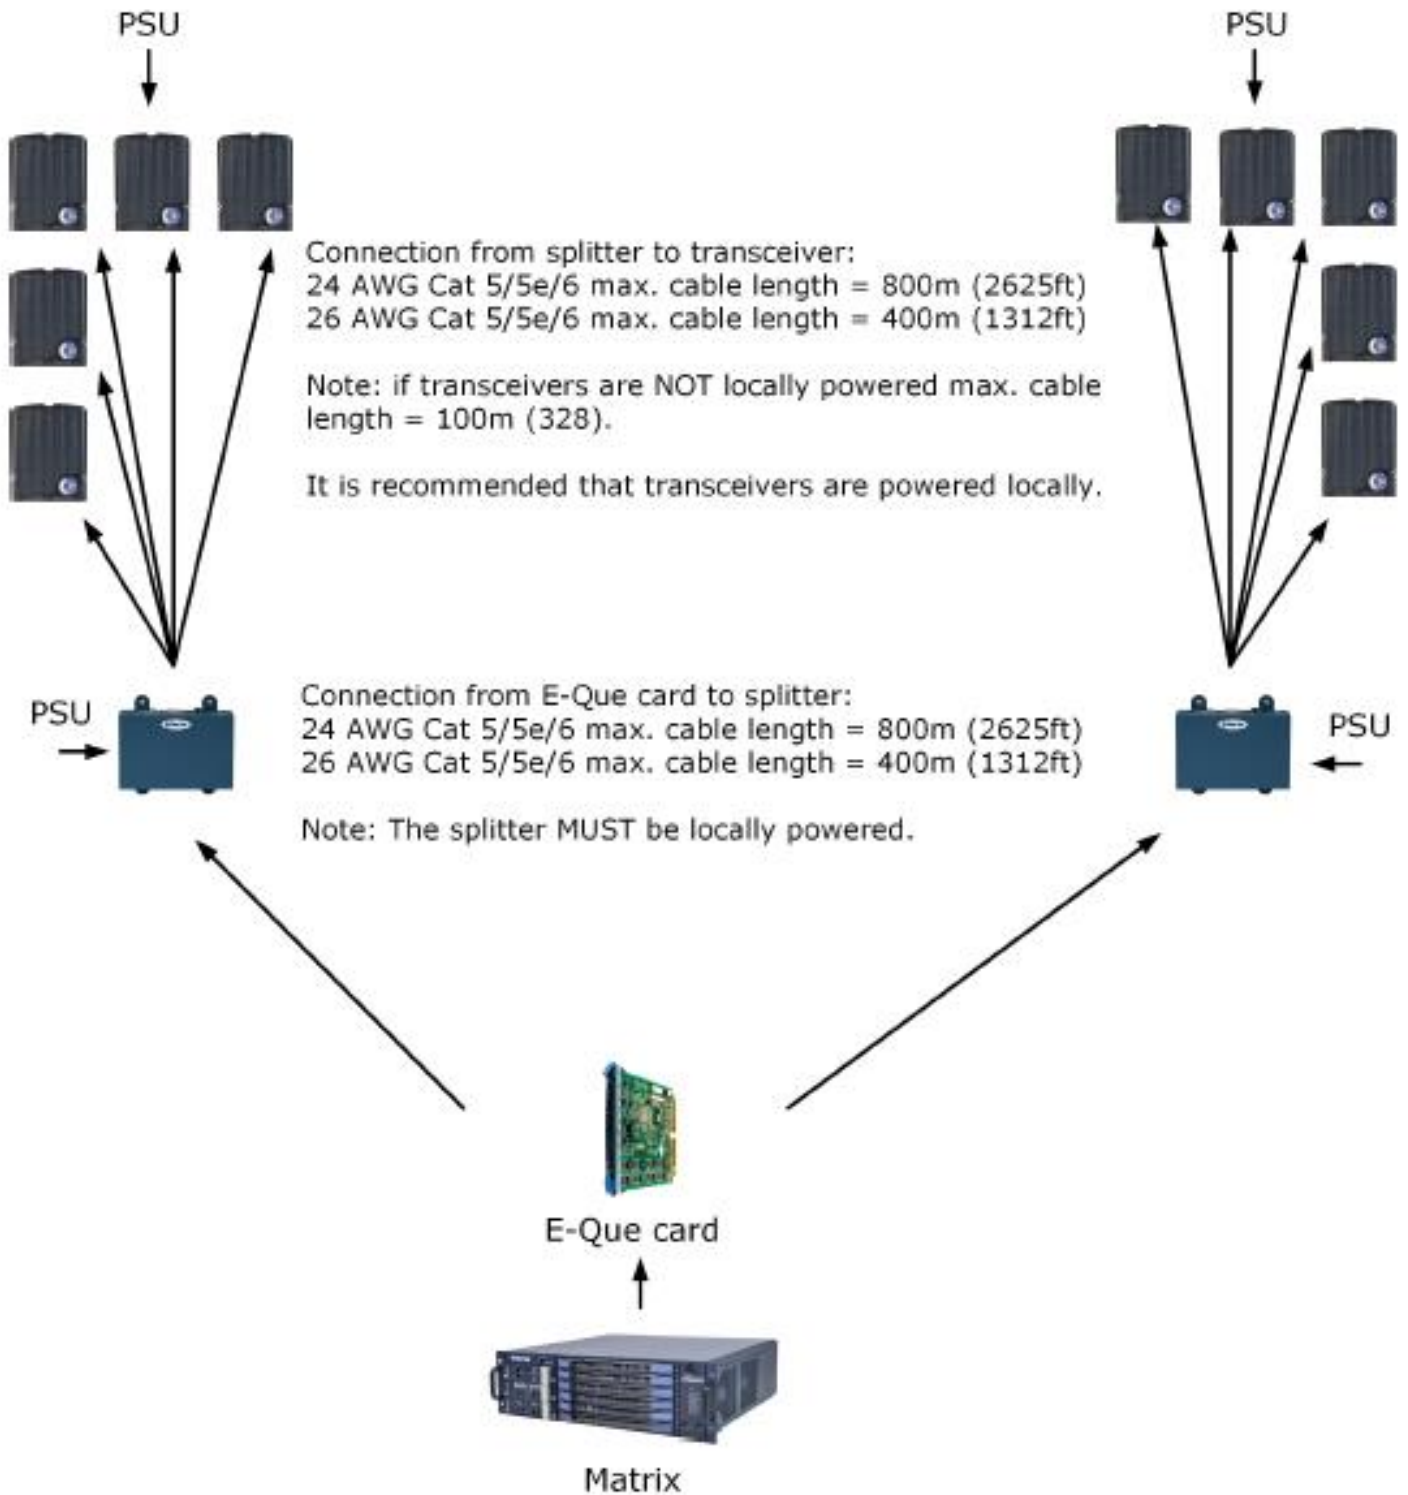 PSU
PSU
Connection from splitter to transceiver:
24 AWG Cat 5/5e/6 max. cable length = 800m (2625ft)
26 AWG Cat 5/5e/6 max. cable length = 400m (1312ft)
Note: if transceivers are NOT locally powered max. cable
length = 100m (328).
It is recommended that transceivers are powered locally.
PSU
Connection from E-Que card to splitter:
24 AWG Cat 5/5e/6 max. cable length = 800m (2625ft)
26 AWG Cat 5/5e/6 max. cable length = 400m (1312ft)
Note: The splitter MUST be locally powered.
PSU
E-Que card
Matrix